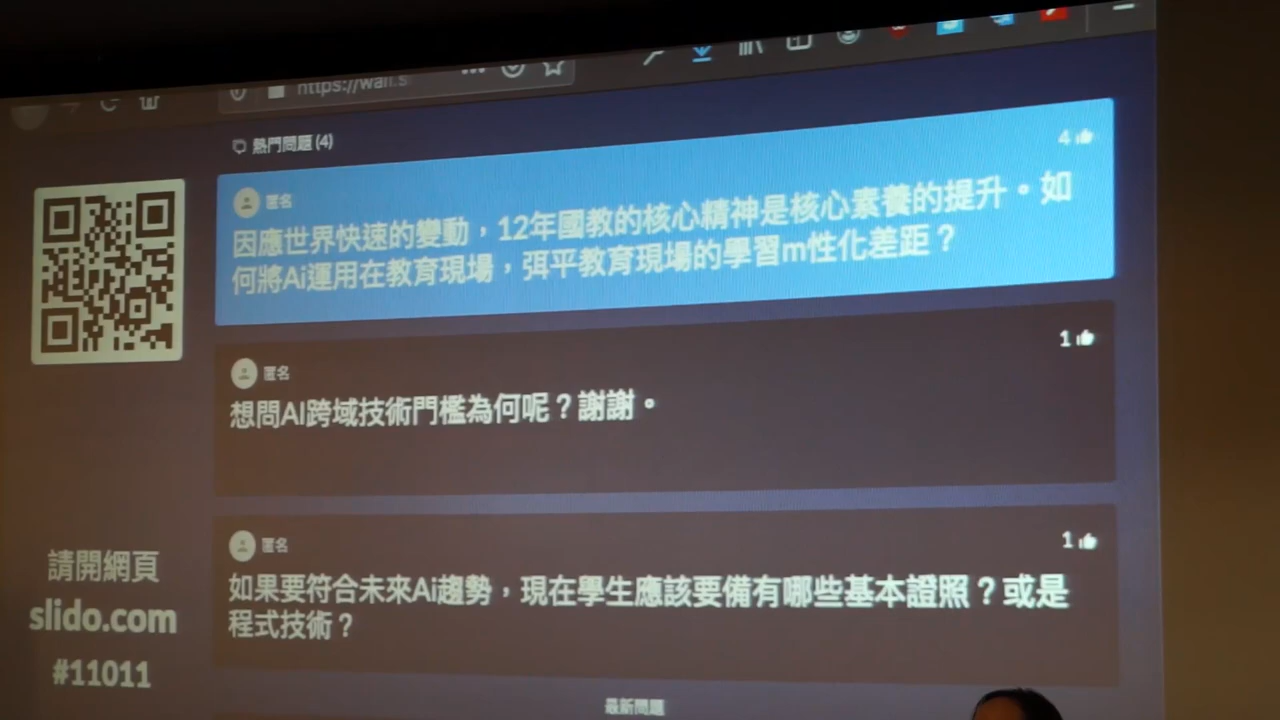 https://wall.s
熱門問題 (4)
4
匿名
因應世界快速的變動，12年國教的核心精神是核心素養的提升。如
何將Ai運用在教育現場，弭平教育現場的學習m性化差距？
1
匿名
想問AI跨域技術門檻為何呢？謝謝。
1
匿名
如果要符合未來Ai趨勢，現在學生應該要備有哪些基本證照？或是
程式技術？
最新問題
請開網頁
slido.com
#11011